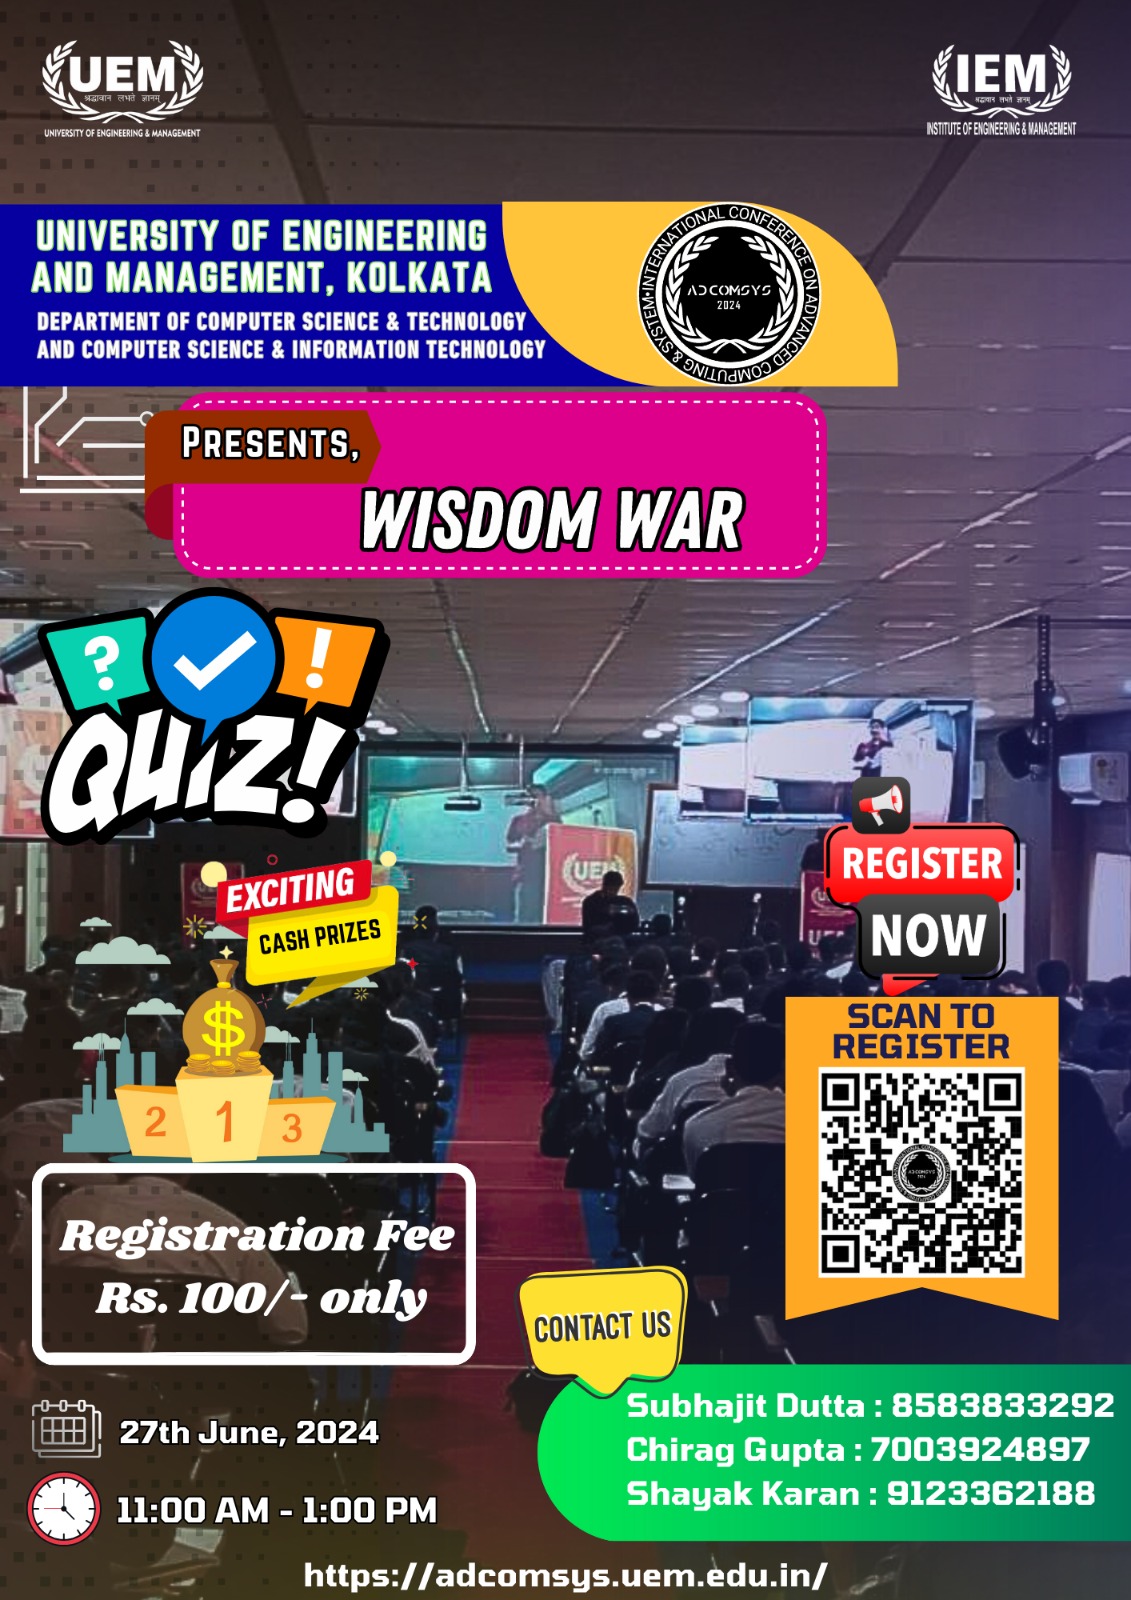 UEM
श्रद्धावान लभते ज्ञानम्
UNIVERSITY OF ENGINEERING & MANAGEMENT
IEM
श्रद्धावान लभते ज्ञानम्
INSTITUTE OF ENGINEERING & MANAGEMENT
UNIVERSITY OF ENGINEERING
AND MANAGEMENT, KOLKATA
DEPARTMENT OF COMPUTER SCIENCE & TECHNOLOGY
AND COMPUTER SCIENCE & INFORMATION TECHNOLOGY
INTERNATIONAL CONFERENCE ON ADVANCED COMPUTING & SYSTEM
ADCOMSYS
2024
PRESENTS,
WISDOM WAR
? !
QUIZ!
EXCITING
CASH PRIZES
$
2 1 3
UEM
REGISTER
NOW
SCAN TO
REGISTER
ADCOMSYS
Registration Fee
Rs. 100/- only
CONTACT US
Subhajit Dutta : 8583833292
Chirag Gupta : 7003924897
Shayak Karan : 9123362188
27th June, 2024
11:00 AM - 1:00 PM
https://adcomsys.uem.edu.in/